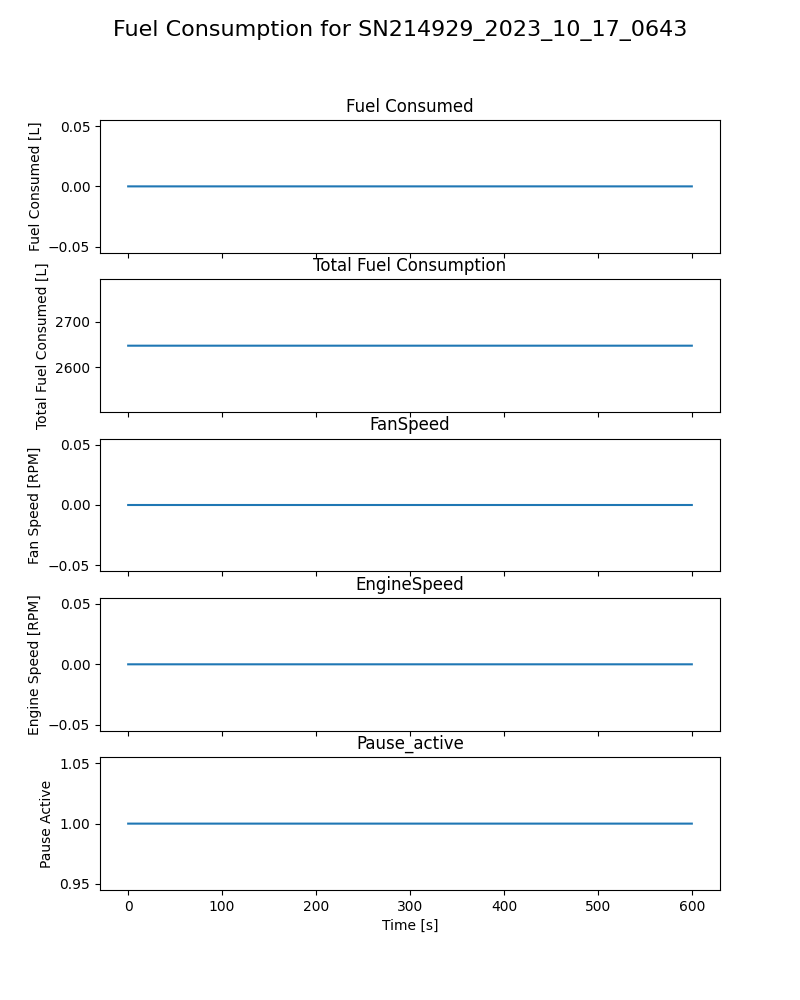 Fuel Consumption for SN214929_2023_10_17_0643
Fuel Consumed
Fuel Consumed [L]
0.05
0.00
−0.05
Total Fuel Consumption
Total Fuel Consumed [L]
2700
2600
FanSpeed
Fan Speed [RPM]
0.05
0.00
−0.05
EngineSpeed
Engine Speed [RPM]
0.05
0.00
−0.05
Pause_active
Pause Active
1.05
1.00
0.95
0 100 200 300 400 500 600
Time [s]